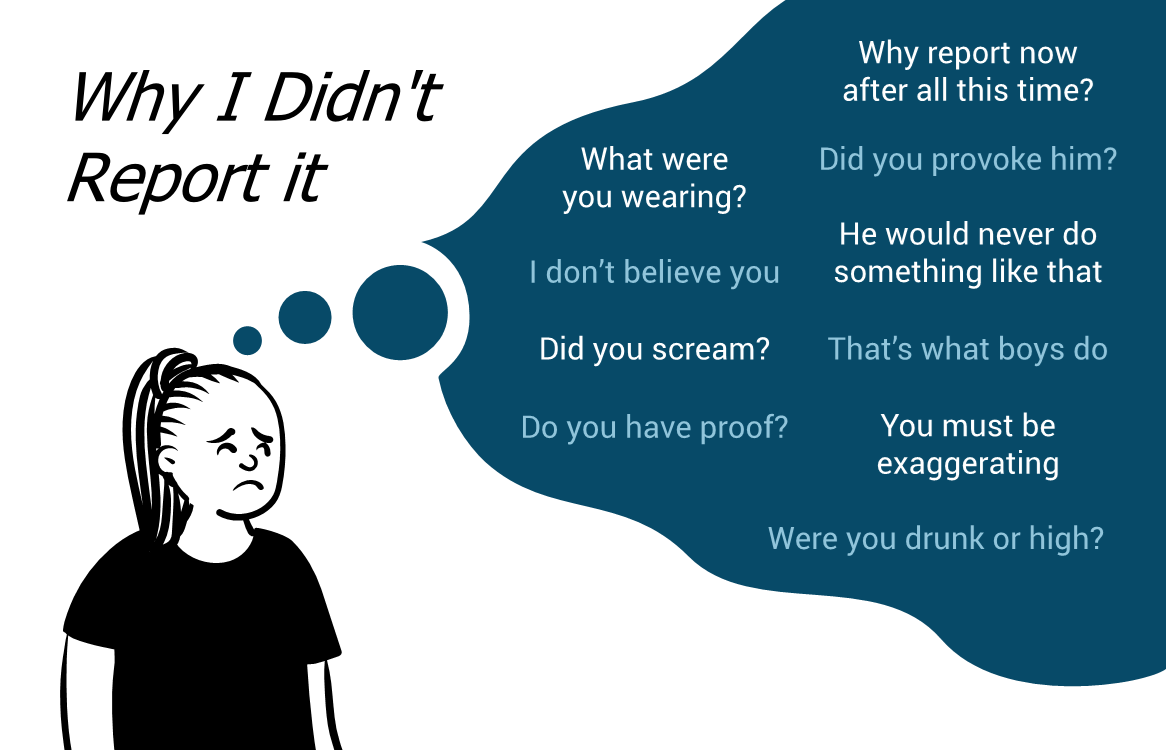 Why I Didn't
Report it
What were
you wearing?
I don’t believe you
Did you scream?
Do you have proof?
Why report now
after all this time?
Did you provoke him?
He would never do
something like that
That’s what boys do
You must be
exaggerating
Were you drunk or high?